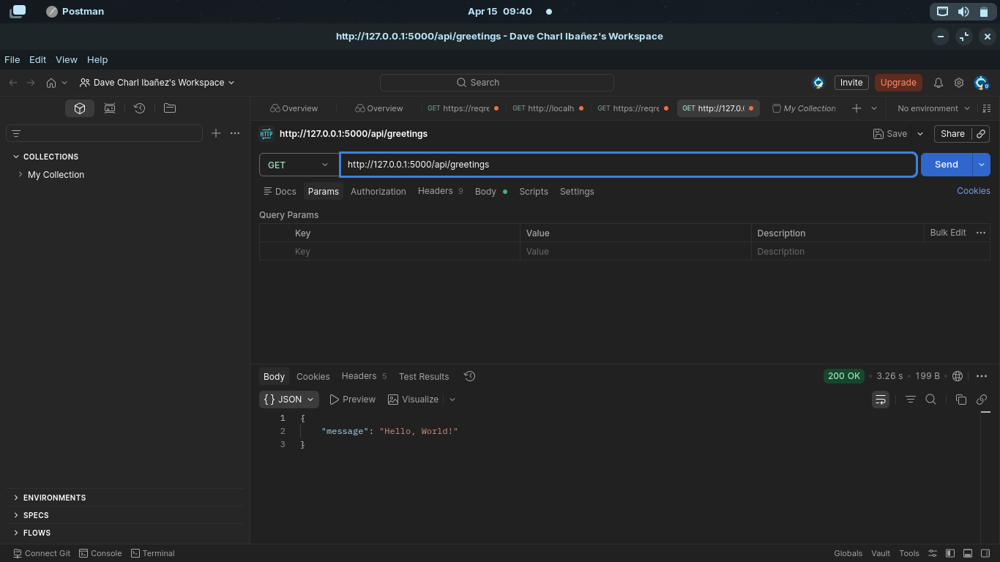 Postman
Apr 15 09:40
http://127.0.0.1:5000/api/greetings - Dave Charl Ibañez's Workspace
File Edit View Help
Dave Charl Ibañez's Workspace
Search
Invite
Upgrade
Overview
Overview
GET https://reqre
GET http://localh
GET https://reqre
GET http://127.0.(
My Collection
No environment
http://127.0.0.1:5000/api/greetings
Save
Share
COLLECTIONS
My Collection
GET
http://127.0.0.1:5000/api/greetings
Send
Docs Params Authorization Headers 9 Body Scripts Settings
Cookies
Query Params
Key Value Description Bulk Edit
Key Value Description
Body Cookies Headers 5 Test Results
200 OK • 3.26 s • 199 B
{} JSON Preview Visualize
1 {
2 "message": "Hello, World!"
3 }
ENVIRONMENTS
SPECS
FLOWS
Connect Git Console Terminal
Globals Vault Tools